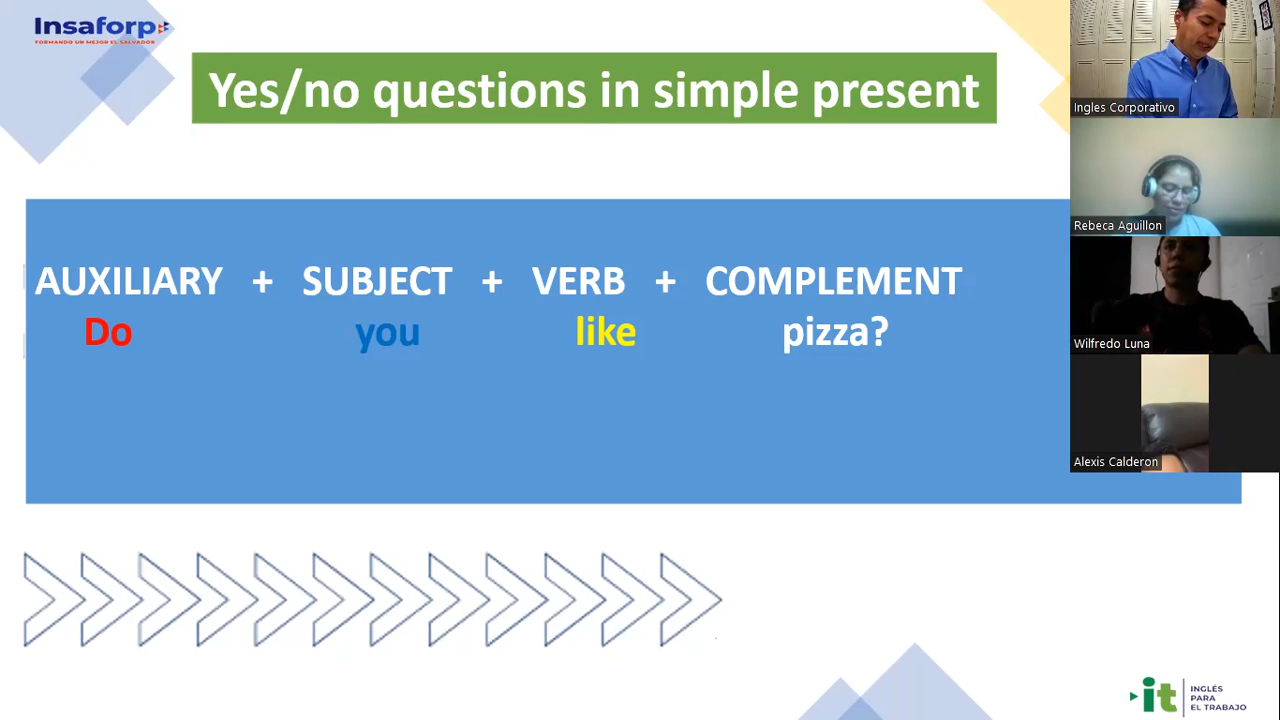 Insaforp
FORMANDO UN MEJOR EL SALVADOR
Yes/no questions in simple present
AUXILIARY + SUBJECT + VERB + COMPLEMENT
Do you like pizza?
Ingles Corporativo
Rebeca Aguillon
Wilfredo Luna
Alexis Calderon
it
INGLÉS
PARA
EL TRABAJO